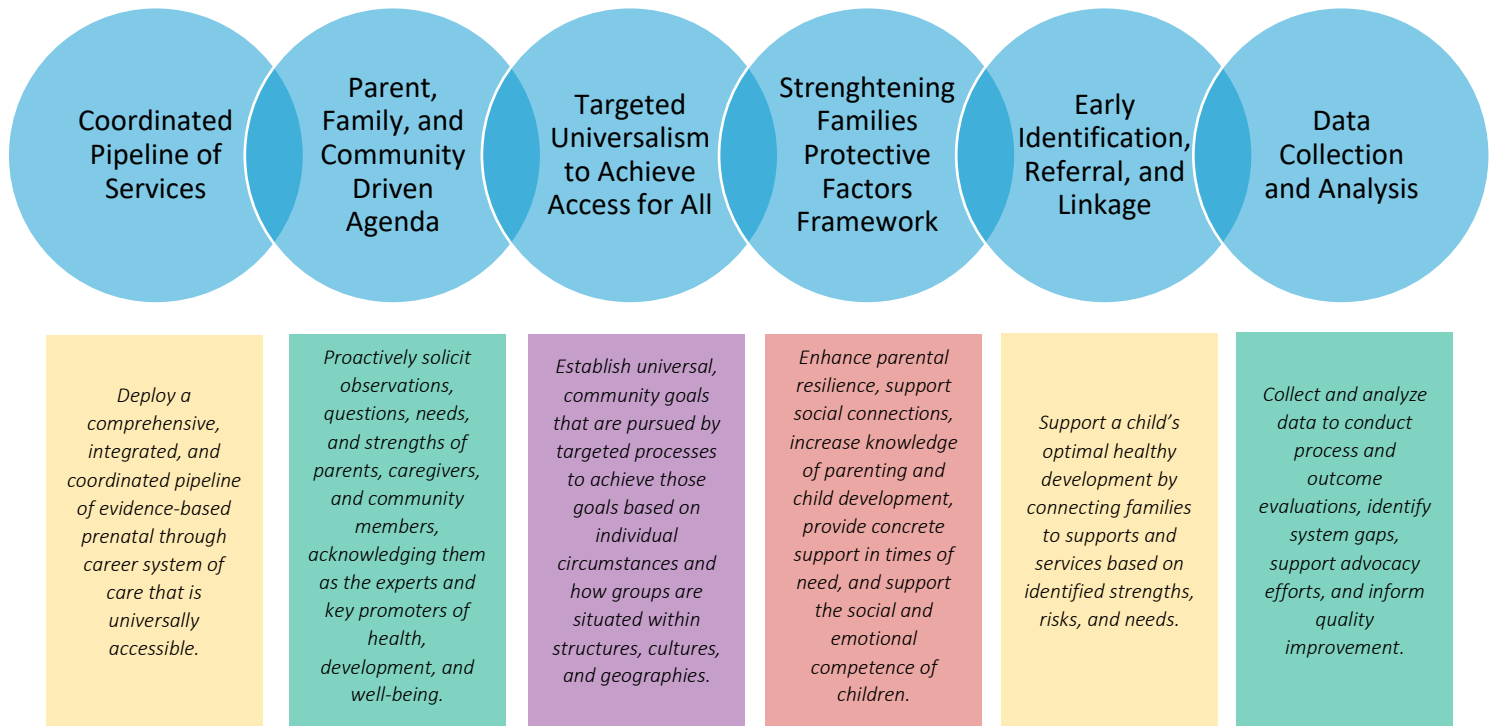 Coordinated
Pipeline of
Services
Parent,
Family, and
Community
Driven
Agenda
Targeted
Universalism
to Achieve
Access for All
Strenghtening
Families
Protective
Factors
Framework
Early
Identification,
Referral, and
Linkage
Data
Collection
and Analysis
Deploy a
comprehensive,
integrated, and
coordinated pipeline
of evidence-based
prenatal through
career system of
care that is
universally
accessible.
Proactively solicit
observations,
questions, needs,
and strengths of
parents, caregivers,
and community
members,
acknowledging them
as the experts and
key promoters of
health,
development, and
well-being.
Establish universal,
community goals
that are pursued by
targeted processes
to achieve those
goals based on
individual
circumstances and
how groups are
situated within
structures, cultures,
and geographies.
Enhance parental
resilience, support
social connections,
increase knowledge
of parenting and
child development,
provide concrete
support in times of
need, and support
the social and
emotional
competence of
children.
Support a child’s
optimal healthy
development by
connecting families
to supports and
services based on
identified strengths,
risks, and needs.
Collect and analyze
data to conduct
process and
outcome
evaluations, identify
system gaps,
support advocacy
efforts, and inform
quality
improvement.